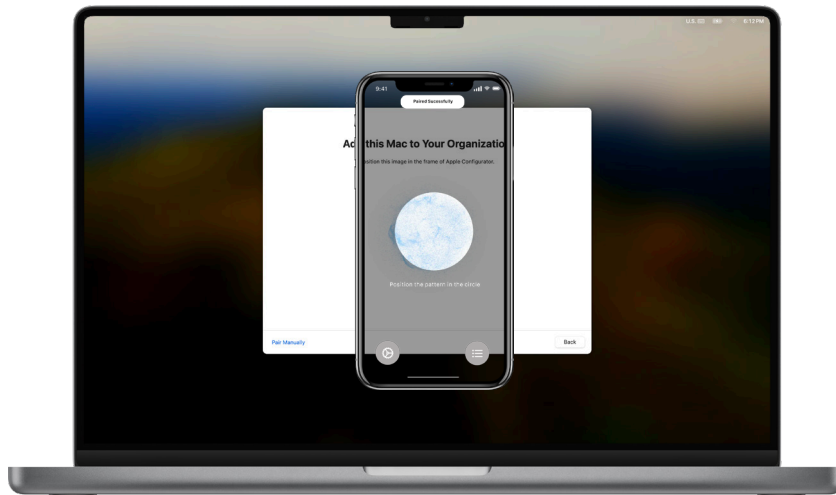 U.S. 6:12 PM
9:41
Paired Sucessfully
Ad this Mac to Your Organizatio
osition this image in the frame of Apple Configurator.
Position the pattern in the circle
Pair Manually
Back